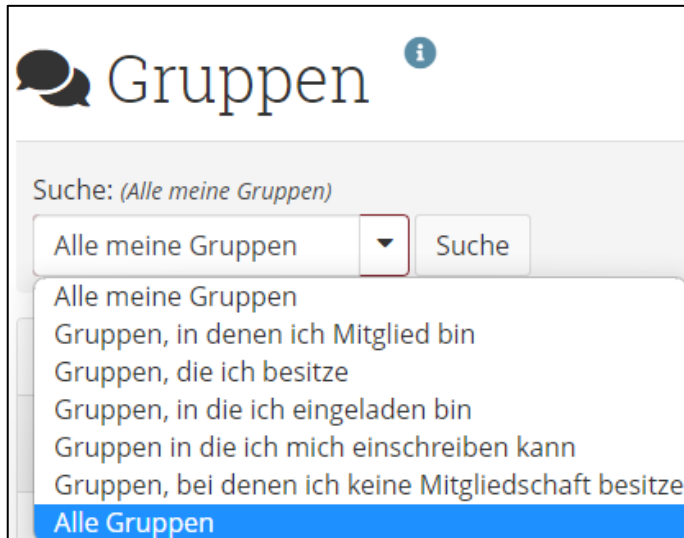 Gruppen
Suche: (Alle meine Gruppen)
Alle meine Gruppen Suche
Alle meine Gruppen
Gruppen, in denen ich Mitglied bin
Gruppen, die ich besitze
Gruppen, in die ich eingeladen bin
Gruppen in die ich mich einschreiben kann
Gruppen, bei denen ich keine Mitgliedschaft besitze
Alle Gruppen